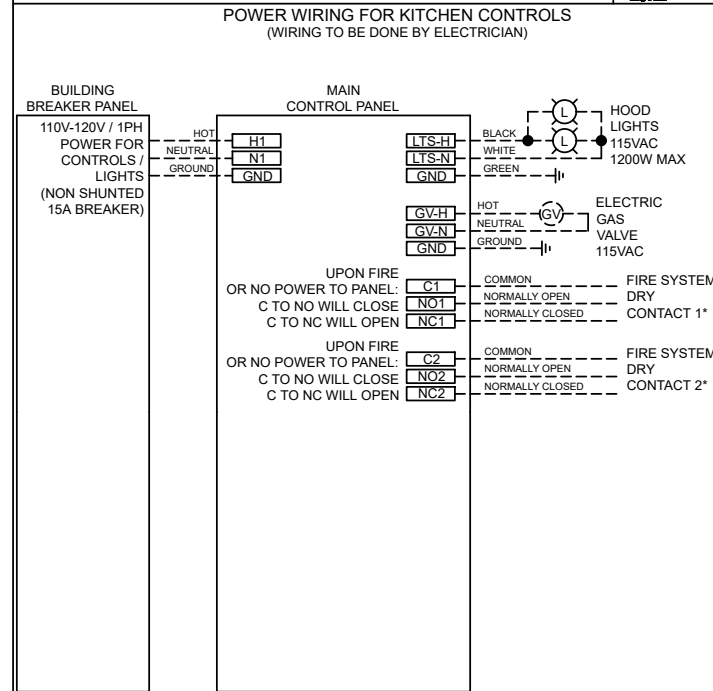 POWER WIRING FOR KITCHEN CONTROLS
(WIRING TO BE DONE BY ELECTRICIAN)
BUILDING
BREAKER PANEL
110V-120V / 1PH
POWER FOR
CONTROLS /
LIGHTS
(NON SHUNTED
15A BREAKER)
HOT
NEUTRAL
GROUND
MAIN
CONTROL PANEL
H1
N1
GND
LTS-H
LTS-N
GND
BLACK
WHITE
GREEN
L
L
HOOD
LIGHTS
115VAC
1200W MAX
GV-H
GV-N
GND
HOT
NEUTRAL
GROUND
GV
ELECTRIC
GAS
VALVE
115VAC
UPON FIRE
OR NO POWER TO PANEL:
C TO NO WILL CLOSE
C TO NC WILL OPEN
C1
NO1
NC1
COMMON
NORMALLY OPEN
NORMALLY CLOSED
FIRE SYSTEM
DRY
CONTACT 1*
UPON FIRE
OR NO POWER TO PANEL:
C TO NO WILL CLOSE
C TO NC WILL OPEN
C2
NO2
NC2
COMMON
NORMALLY OPEN
NORMALLY CLOSED
FIRE SYSTEM
DRY
CONTACT 2*